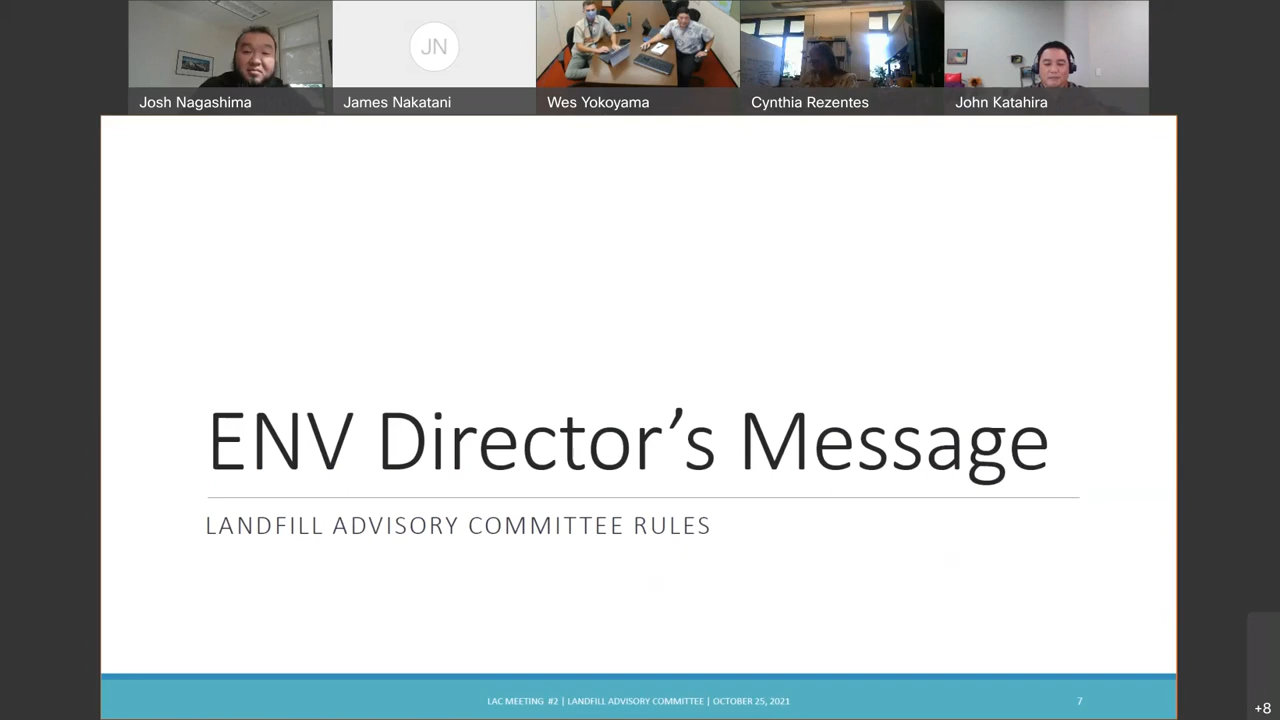 JN
Josh Nagashima
James Nakatani
Wes Yokoyama
Cynthia Rezentes
John Katahira
ENV Director’s Message
LANDFILL ADVISORY COMMITTEE RULES
LAC MEETING #2 | LANDFILL ADVISORY COMMITTEE | OCTOBER 25, 2021
7
+8